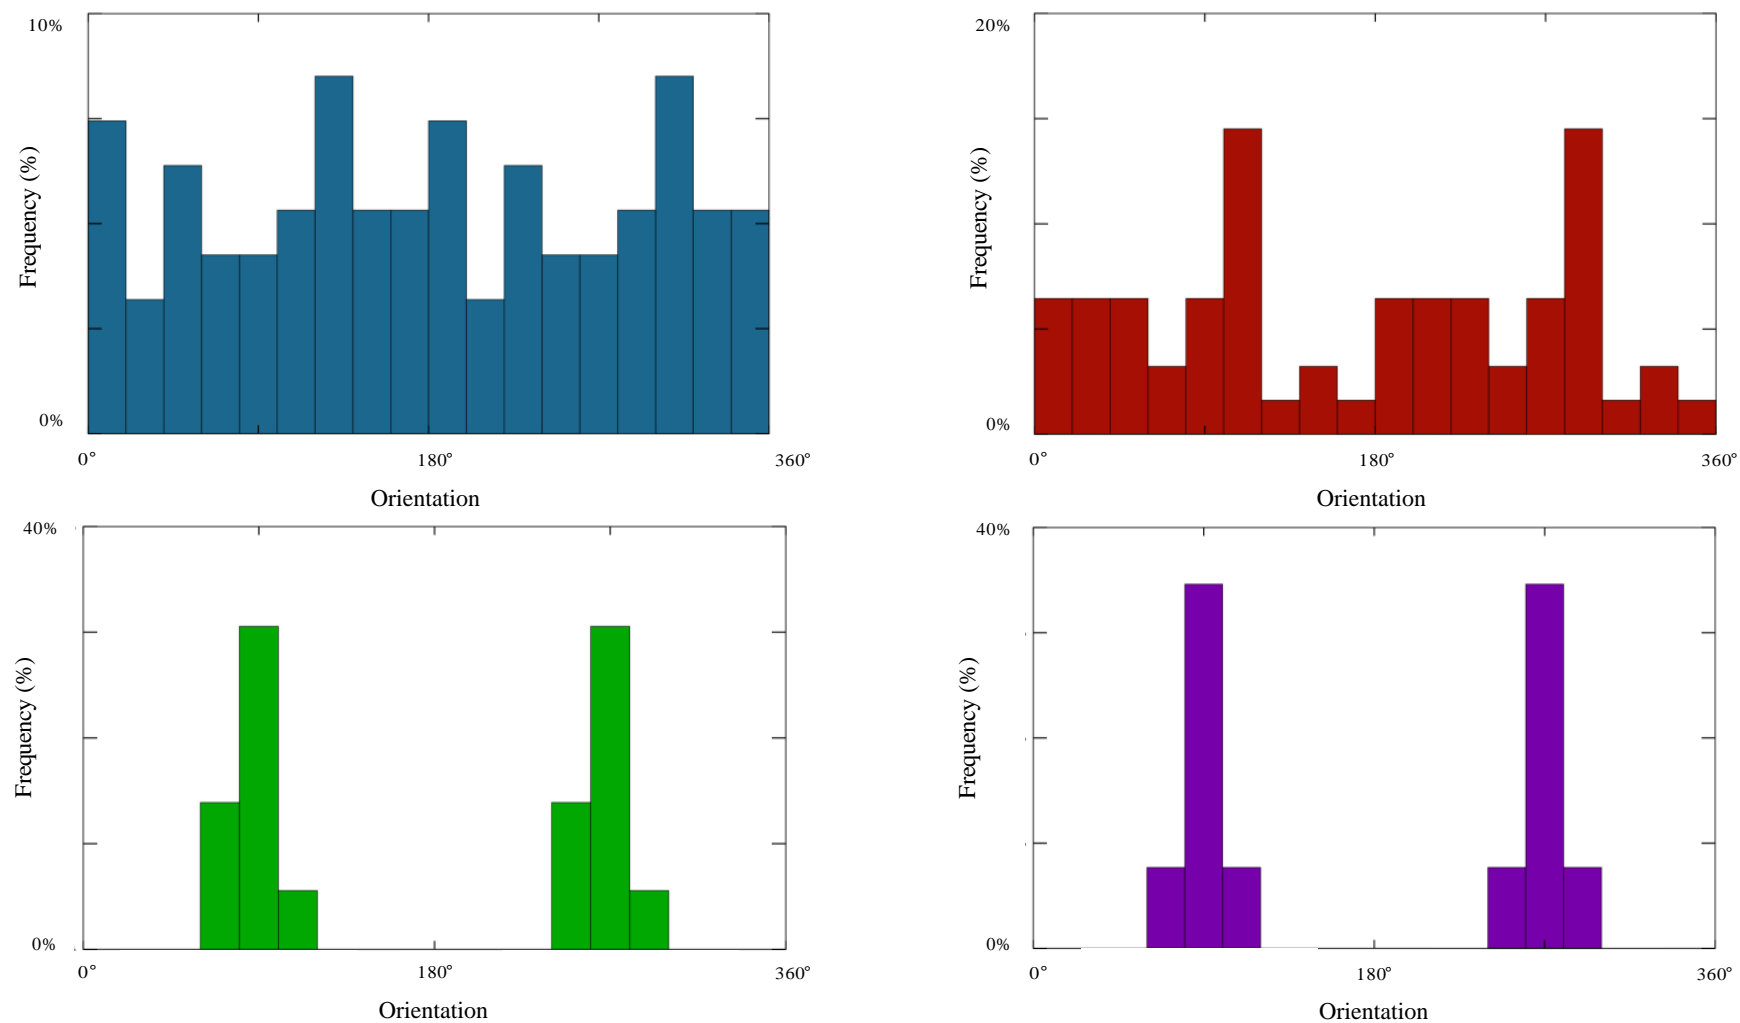 10%
Frequency (%)
0%
0°
180°
360°
Orientation
20%
Frequency (%)
0%
0°
180°
360°
Orientation
40%
Frequency (%)
0%
0°
180°
360°
Orientation
40%
Frequency (%)
0%
0°
180°
360°
Orientation